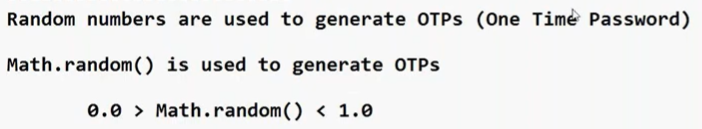 Random numbers are used to generate OTPs (One Time Password)
Math.random() is used to generate OTPs
0.0 > Math.random() < 1.0